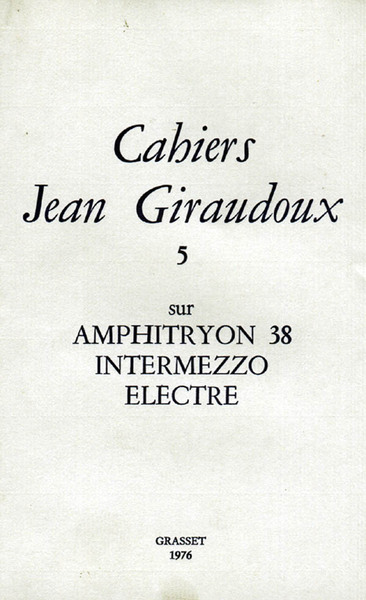 Cahiers
Jean Giraudoux
5
sur
AMPHITRYON 38
INTERMEZZO
ELECTRE
GRASSET
1976